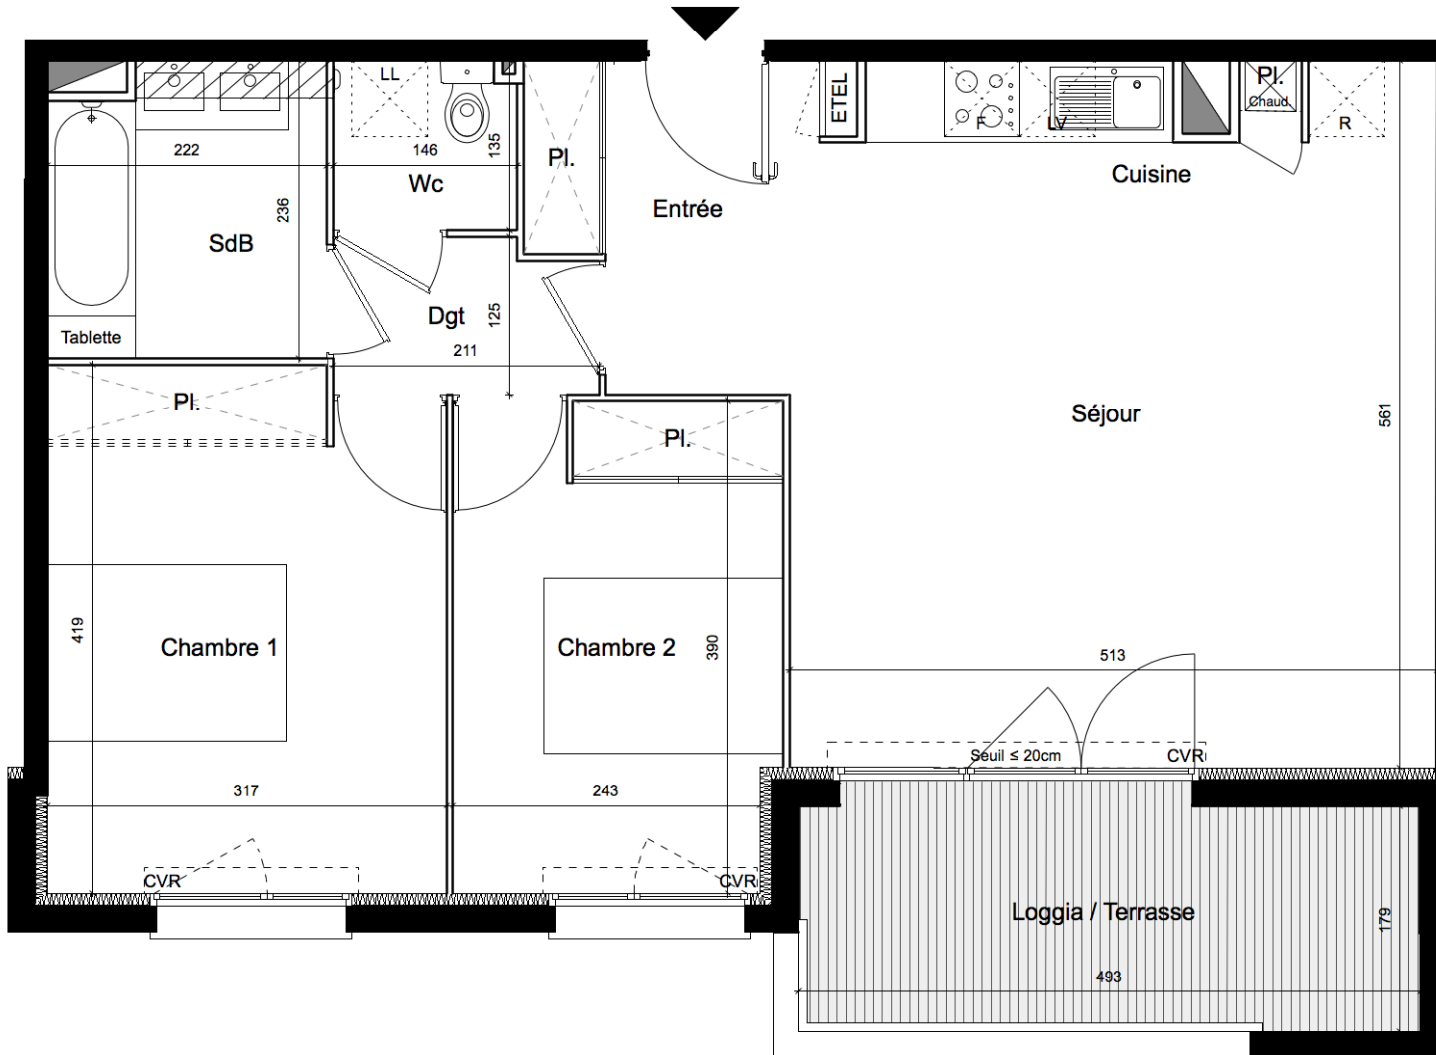 LL
ETEL
F
LV
Pl.
Chaud
R
222
146
135
Pl.
Cuisine
Wc
236
Entrée
SdB
Dgt
125
Tablette
211
Pl.
Pl.
Séjour
561
419
Chambre 1
Chambre 2
390
513
Seuil ≤ 20cm
CVR
317
243
CVR
CVR
Loggia / Terrasse
179
493